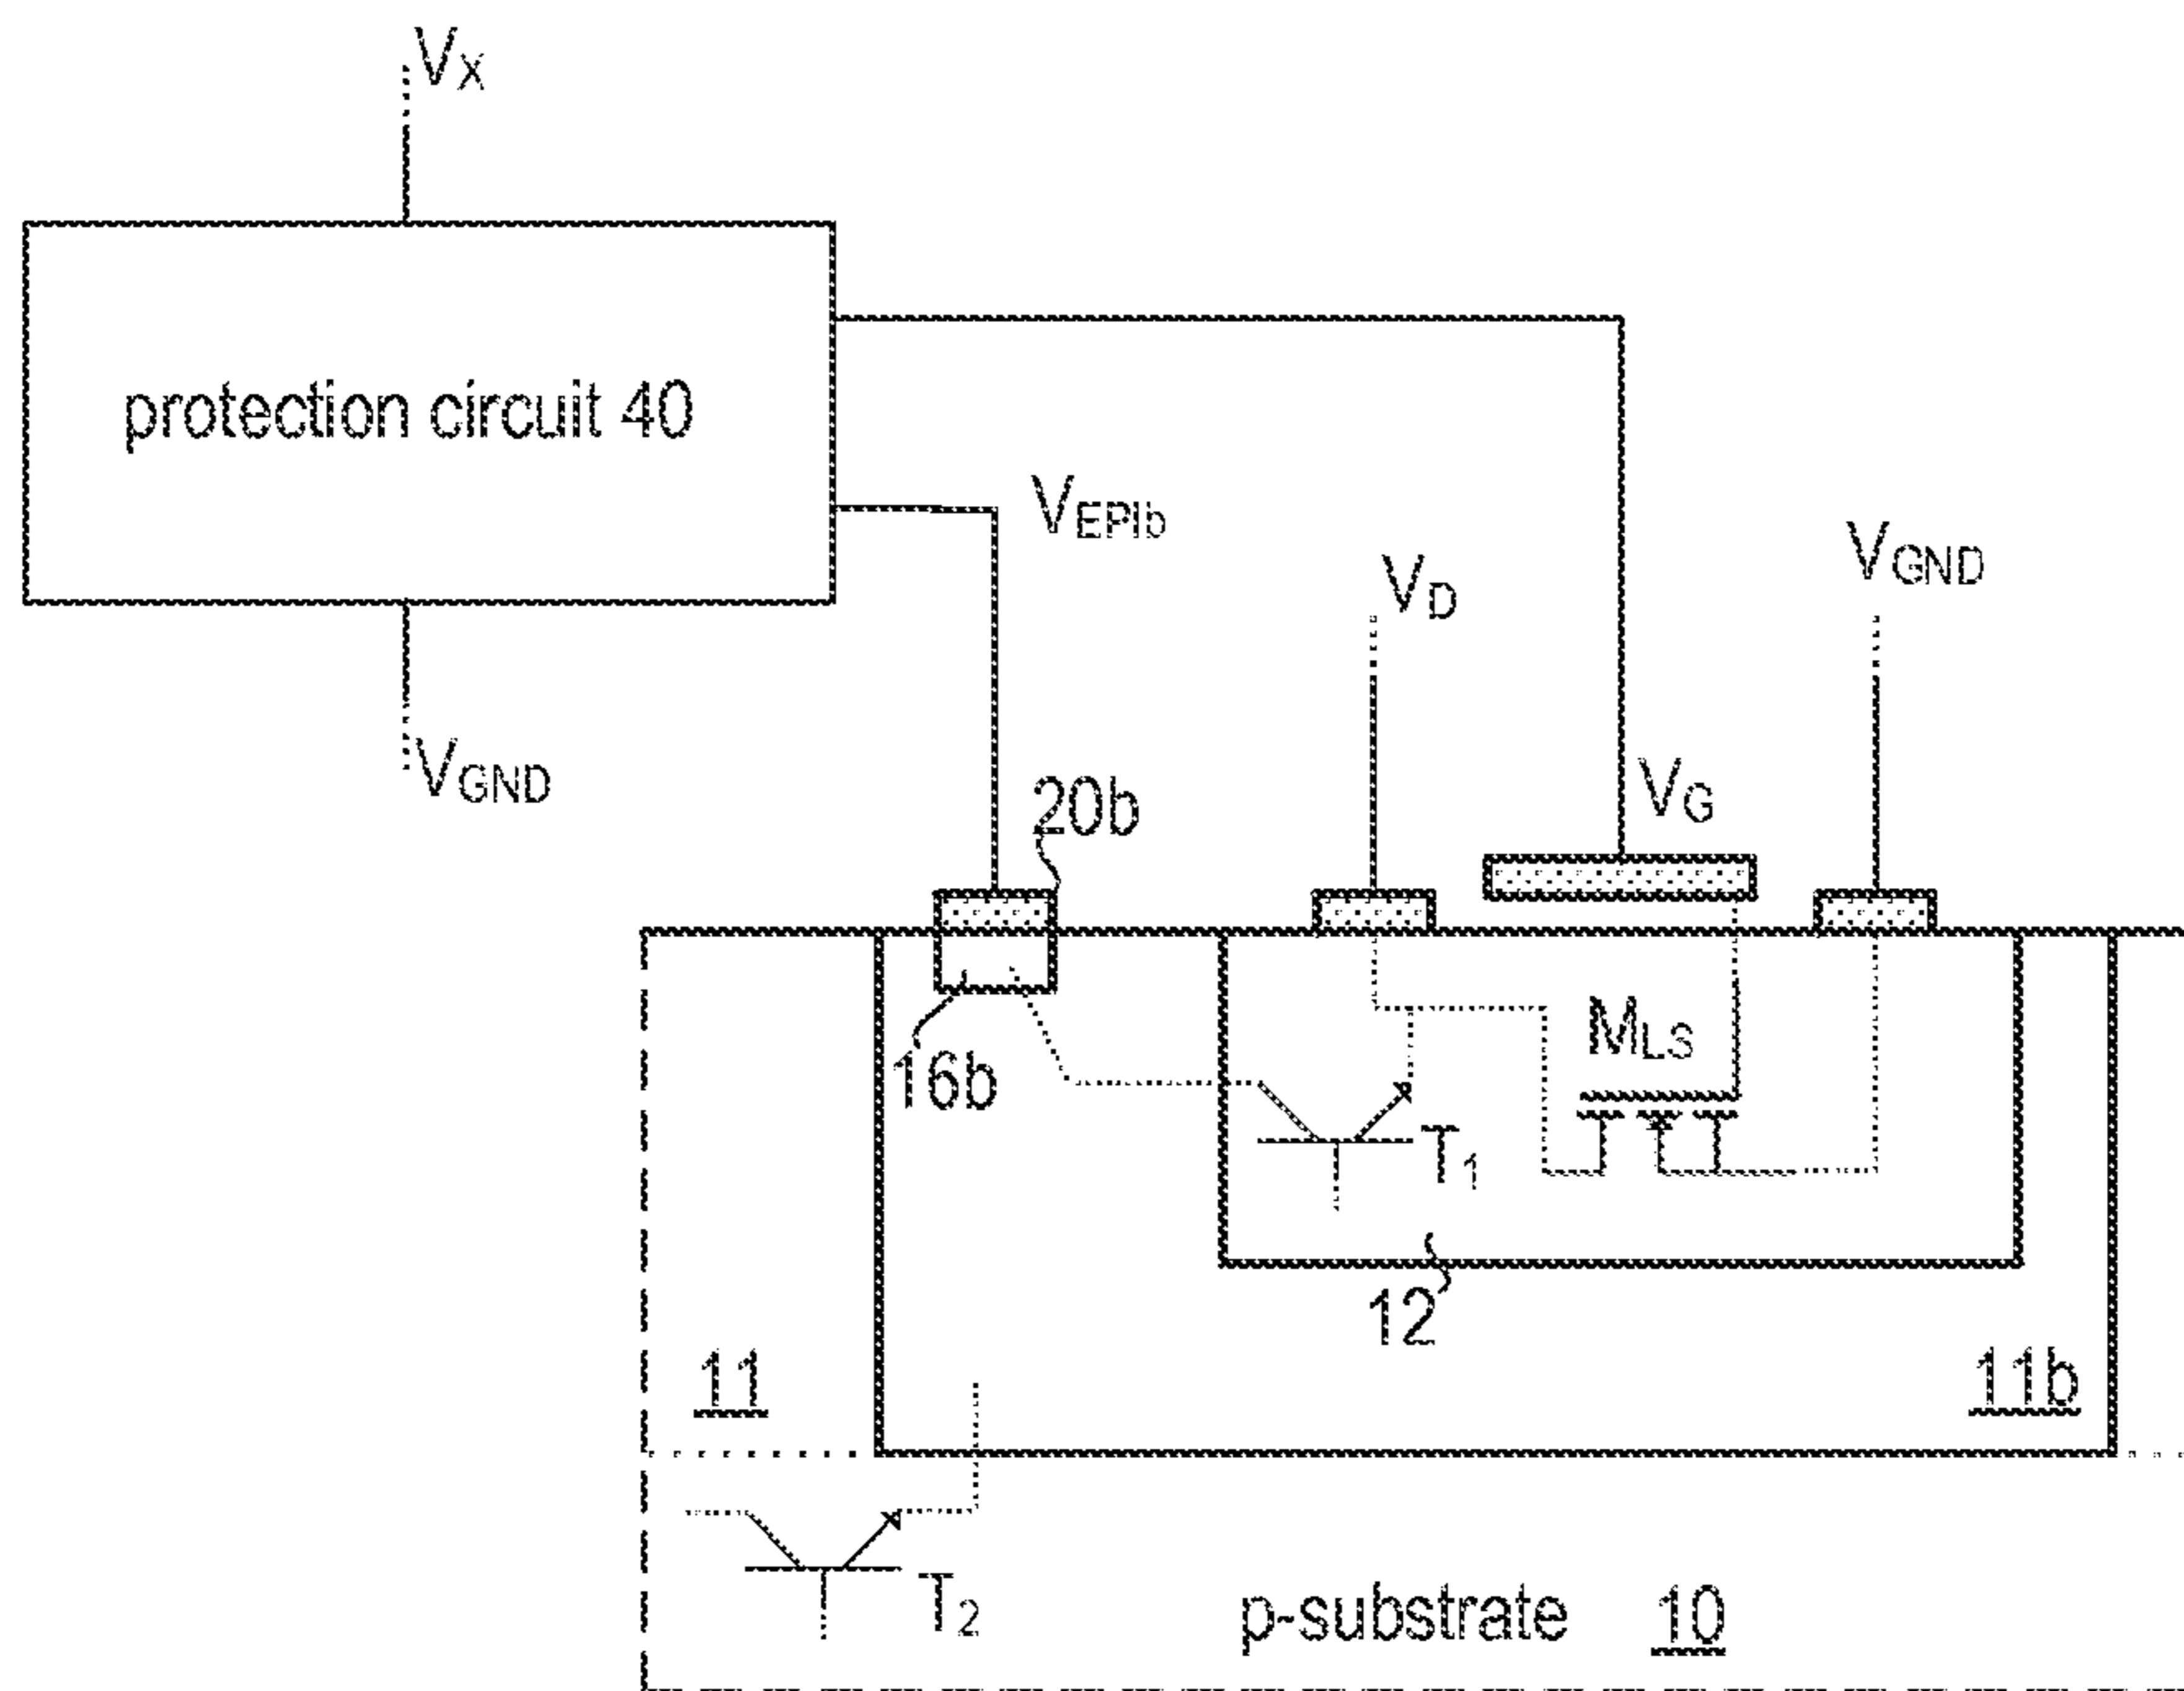 VX
protection circuit 40
VEPIb
VGND
VD
VGND
20b
VG
16b
MLS
T1
12
11
11b
T2
p-substrate 10